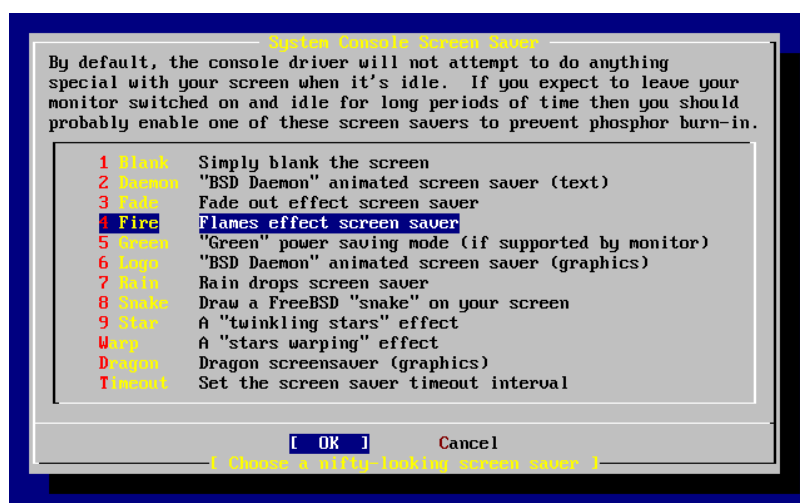 System Console Screen Saver
By default, the console driver will not attempt to do anything
special with your screen when it's idle.  If you expect to leave your
monitor switched on and idle for long periods of time then you should
probably enable one of these screen savers to prevent phosphor burn-in.
1 Blank   Simply blank the screen
2 Daemon  "BSD Daemon" animated screen saver (text)
3 Fade    Fade out effect screen saver
4 Fire    Flames effect screen saver
5 Green   "Green" power saving mode (if supported by monitor)
6 Logo    "BSD Daemon" animated screen saver (graphics)
7 Rain    Rain drops screen saver
8 Snake   Draw a FreeBSD "snake" on your screen
9 Star    A "twinkling stars" effect
Warp      A "stars warping" effect
Dragon    Dragon screensaver (graphics)
Timeout   Set the screen saver timeout interval
[  OK  ]       Cancel
[ Choose a nifty-looking screen saver ]